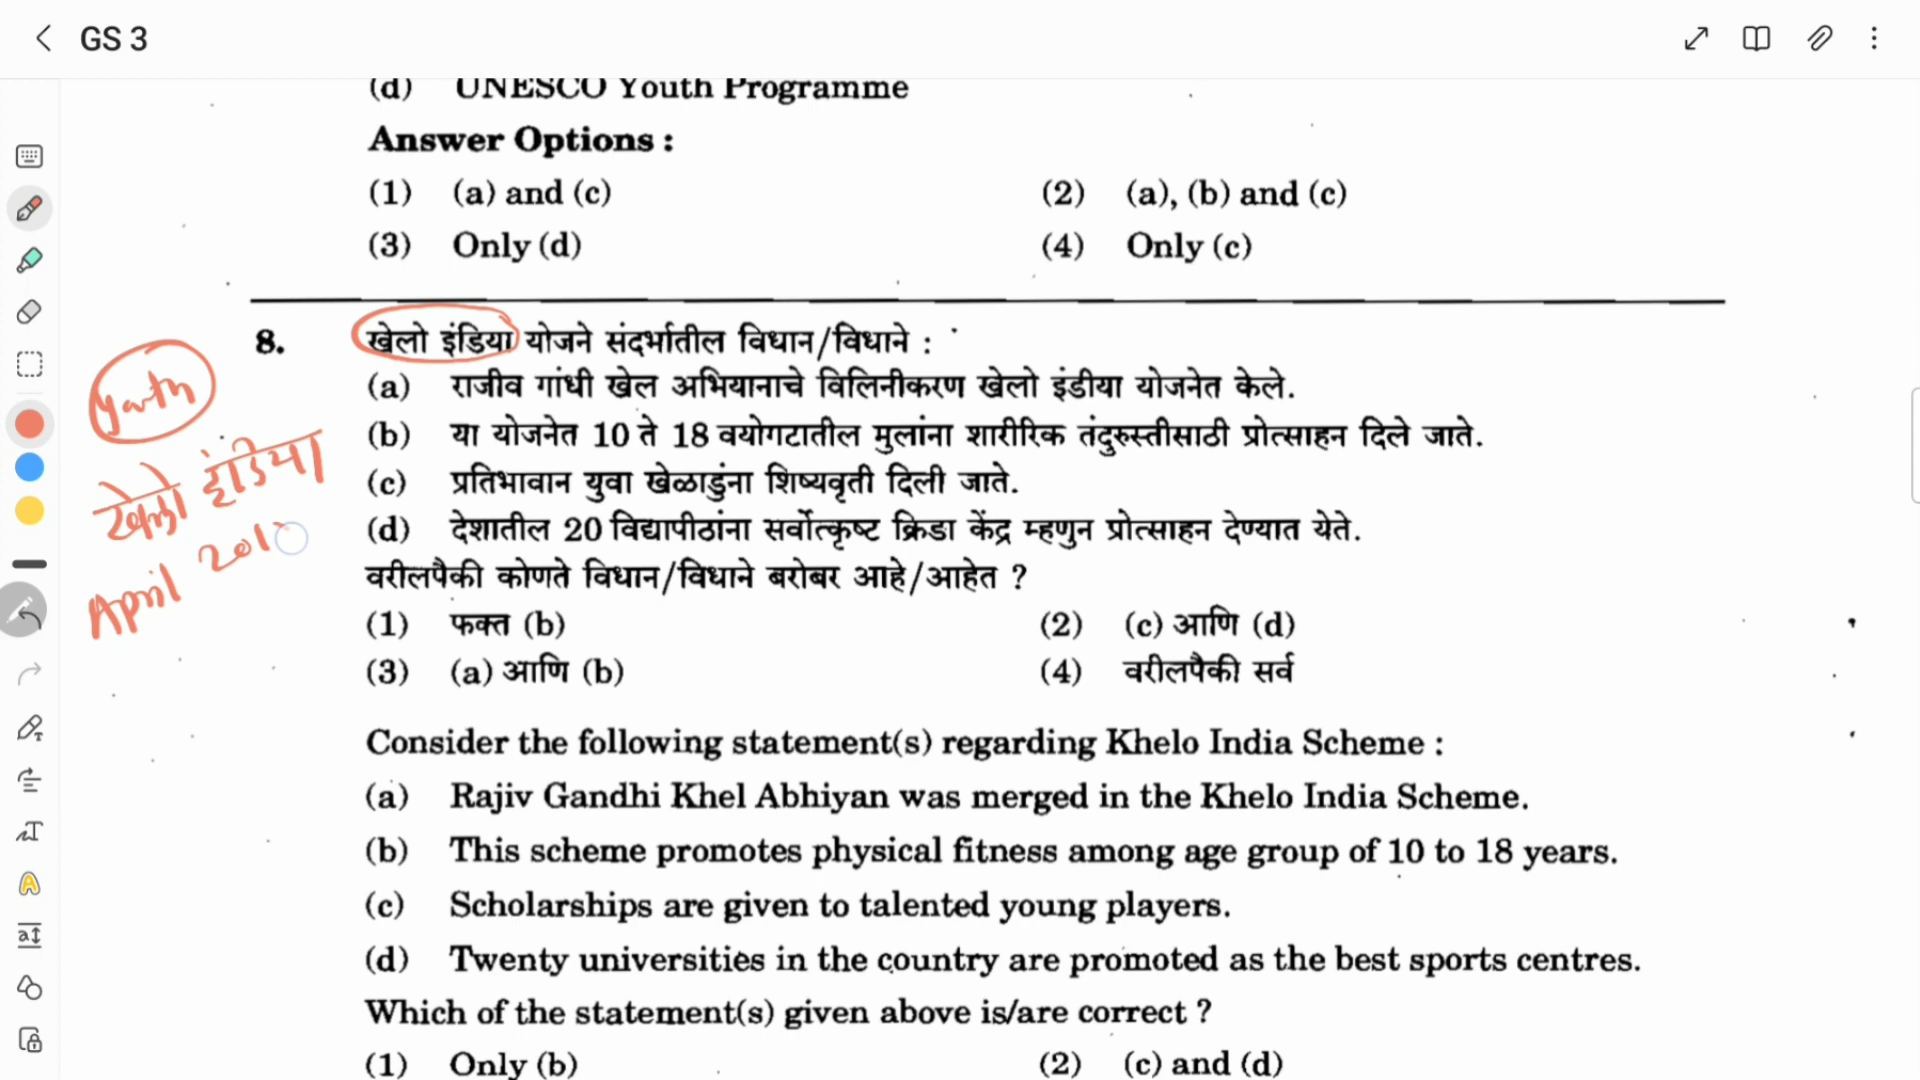 GS 3
(d) UNESCO Youth Programme
Answer Options :
(1) (a) and (c)
(2) (a), (b) and (c)
(3) Only (d)
(4) Only (c)
8. खेलो इंडिया योजने संदर्भातील विधान/विधाने :
(a) राजीव गांधी खेल अभियानाचे विलिनीकरण खेलो इंडीया योजनेत केले.
(b) या योजनेत 10 ते 18 वयोगटातील मुलांना शारीरिक तंदुरुस्तीसाठी प्रोत्साहन दिले जाते.
(c) प्रतिभावान युवा खेळाडुंना शिष्यवृती दिली जाते.
(d) देशातील 20 विद्यापीठांना सर्वोत्कृष्ट क्रिडा केंद्र म्हणुन प्रोत्साहन देण्यात येते.
वरीलपैकी कोणते विधान/विधाने बरोबर आहे/आहेत ?
(1) फक्त (b)
(2) (c) आणि (d)
(3) (a) आणि (b)
(4) वरीलपैकी सर्व
youth
खेलो इंडिया
April 201
Consider the following statement(s) regarding Khelo India Scheme :
(a) Rajiv Gandhi Khel Abhiyan was merged in the Khelo India Scheme.
(b) This scheme promotes physical fitness among age group of 10 to 18 years.
(c) Scholarships are given to talented young players.
(d) Twenty universities in the country are promoted as the best sports centres.
Which of the statement(s) given above is/are correct ?
(1) Only (b)
(2) (c) and (d)